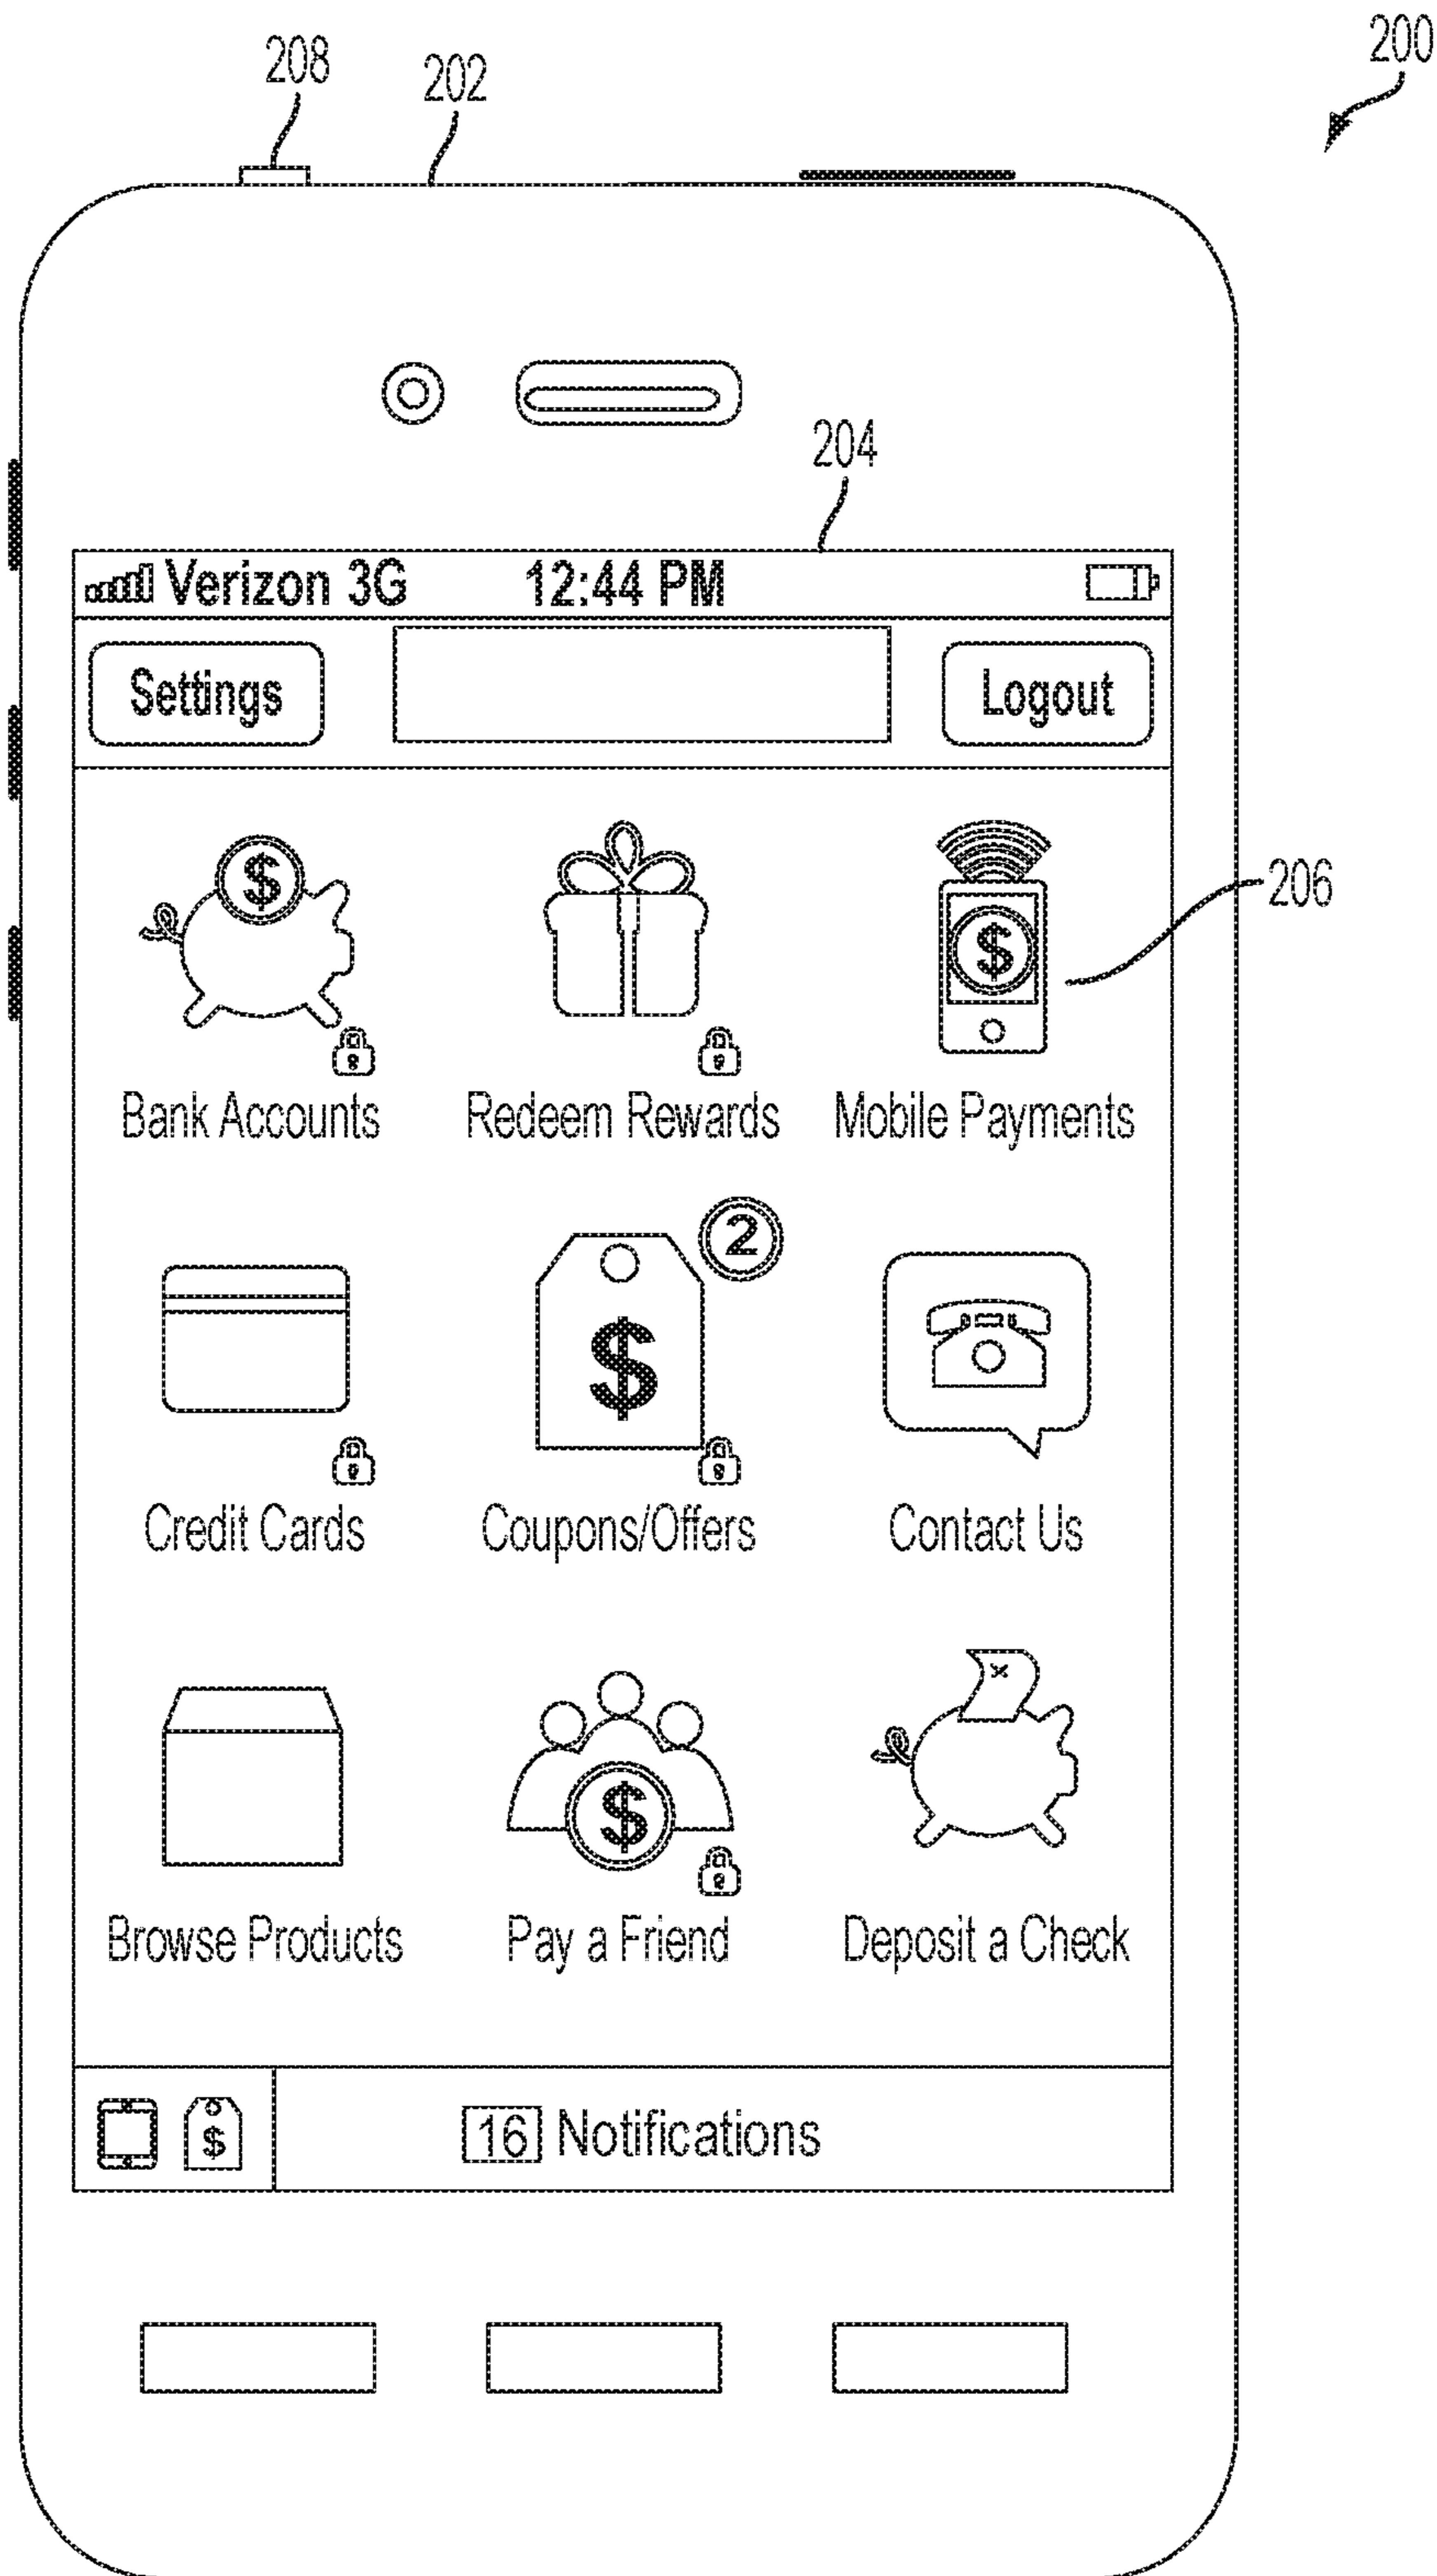 200
208
202
204
Verizon 3G 12:44 PM
Settings Logout
$ $
206
Bank Accounts Redeem Rewards Mobile Payments
2
$
Credit Cards Coupons/Offers Contact Us
x
$
Browse Products Pay a Friend Deposit a Check
$ 16 Notifications